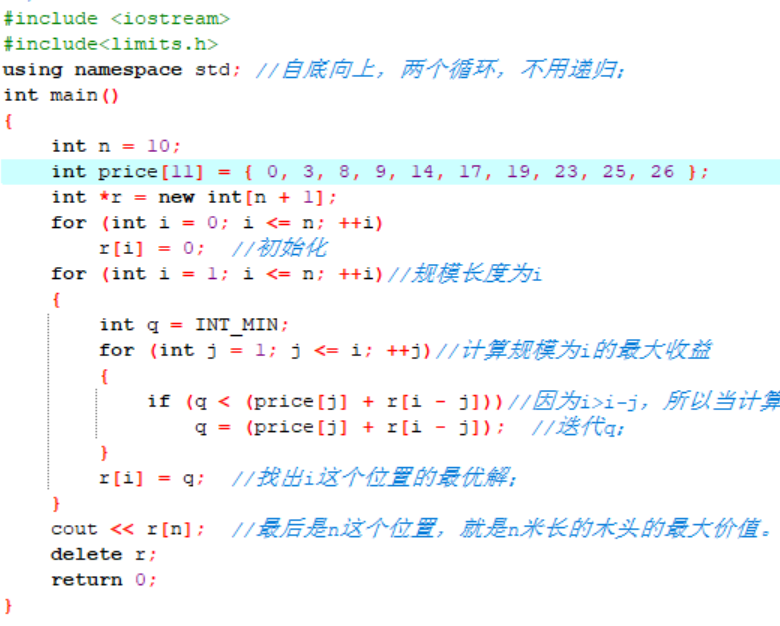 #include <iostream>
#include<limits.h>
using namespace std; //自底向上，两个循环，不用递归;
int main()
{
    int n = 10;
    int price[11] = { 0, 3, 8, 9, 14, 17, 19, 23, 25, 26 };
    int *r = new int[n + 1];
    for (int i = 0; i <= n; ++i)
        r[i] = 0;  //初始化
    for (int i = 1; i <= n; ++i)//规模长度为i
    {
        int q = INT_MIN;
        for (int j = 1; j <= i; ++j)//计算规模为i的最大收益
        {
            if (q < (price[j] + r[i - j]))//因为i>i-j，所以当计算
                q = (price[j] + r[i - j]);  //迭代q;
        }
        r[i] = q;  //找出i这个位置的最优解;
    }
    cout << r[n];  //最后是n这个位置，就是n米长的木头的最大价值。
    delete r;
    return 0;
}